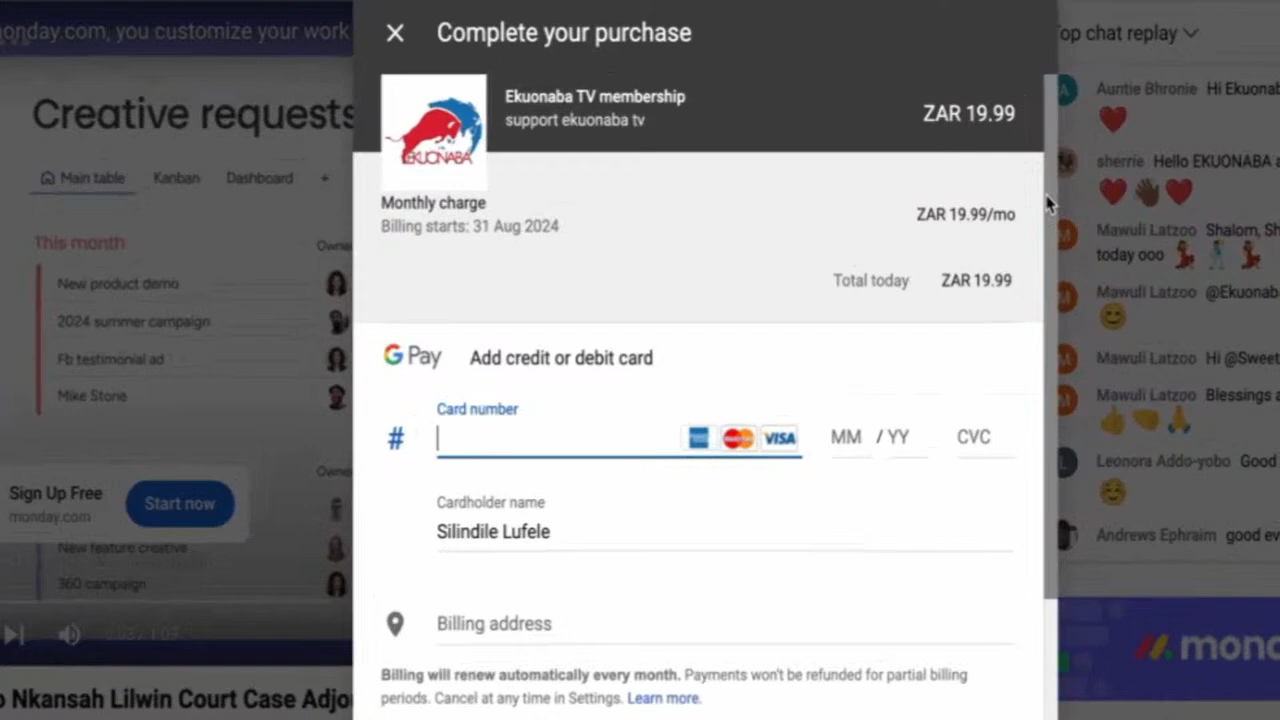 onday.com, you customize your work
Creative requests
Main table Kanban Dashboard +
This month
Owne
New product demo
2024 summer campaign
Fb testimonial ad
Mike Stone
Owne
Sign Up Free
monday.com
Start now
New feature creative
360 campaign
o Nkansah Lilwin Court Case Adjo
Complete your purchase
EKUONABA
Ekuonaba TV membership
support ekuonaba tv
ZAR 19.99
Monthly charge
Billing starts: 31 Aug 2024
ZAR 19.99/mo
Total today ZAR 19.99
G Pay Add credit or debit card
Card number
# VISA MM / YY CVC
Cardholder name
Silindile Lufele
Billing address
Billing will renew automatically every month. Payments won't be refunded for partial billing
periods. Cancel at any time in Settings. Learn more.
op chat replay
A Auntie Bhronie Hi Ekuonab
sherrie Hello EKUONABA a
M Mawuli Latzoo Shalom, Sh
today ooo
M Mawuli Latzoo @Ekuonab
M Mawuli Latzoo Hi @Sweet
M Mawuli Latzoo Blessings a
L Leonora Addo-yobo Good
Andrews Ephraim good ev
mond